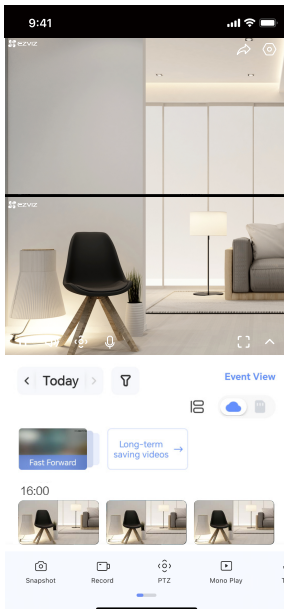 9:41
ezviz
ezviz
Today
Event View
Fast Forward
Long-term
saving videos
16:00
Snapshot
Record
PTZ
Mono Play